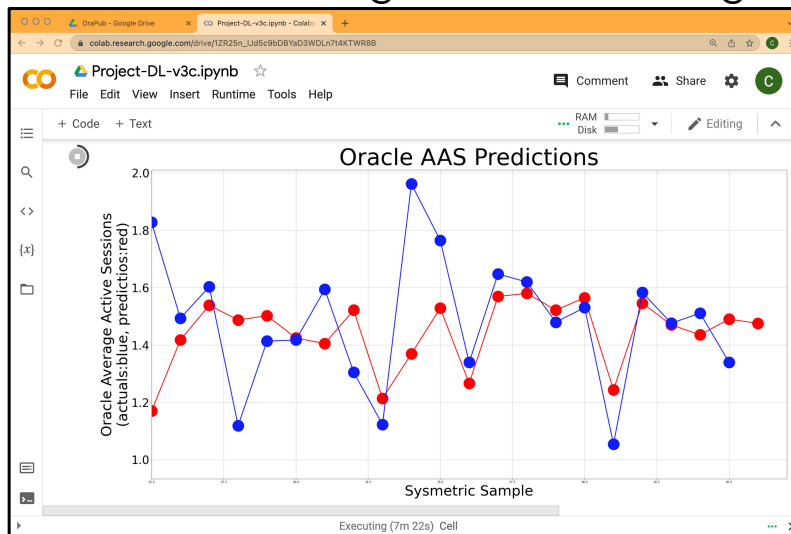 OraPub - Google Drive × Project-DL-v3c.ipynb - Colabo × +
colab.research.google.com/drive/1ZR25n_IJd5c9bDBYaD3WDLn7t4KTWR8B
CO Project-DL-v3c.ipynb Comment Share C
File Edit View Insert Runtime Tools Help
+ Code + Text RAM Editing
Disk
Oracle AAS Predictions
2.0
1.8
1.6
1.4
1.2
1.0
Oracle Average Active Sessions
(actuals:blue, predictios:red)
{x}
Sysmetric Sample
Executing (7m 22s) Cell